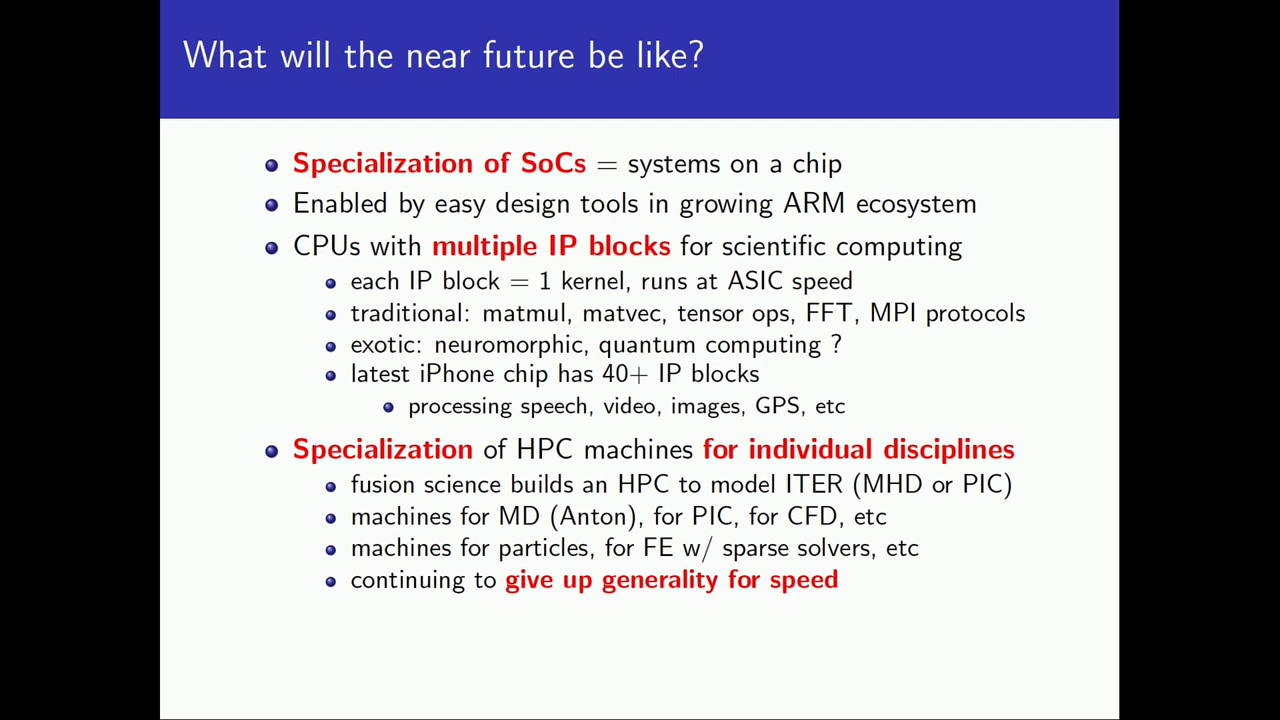 What will the near future be like?
Specialization of SoCs = systems on a chip
Enabled by easy design tools in growing ARM ecosystem
CPUs with multiple IP blocks for scientific computing
each IP block = 1 kernel, runs at ASIC speed
traditional: matmul, matvec, tensor ops, FFT, MPI protocols
exotic: neuromorphic, quantum computing ?
latest iPhone chip has 40+ IP blocks
processing speech, video, images, GPS, etc
Specialization of HPC machines for individual disciplines
fusion science builds an HPC to model ITER (MHD or PIC)
machines for MD (Anton), for PIC, for CFD, etc
machines for particles, for FE w/ sparse solvers, etc
continuing to give up generality for speed